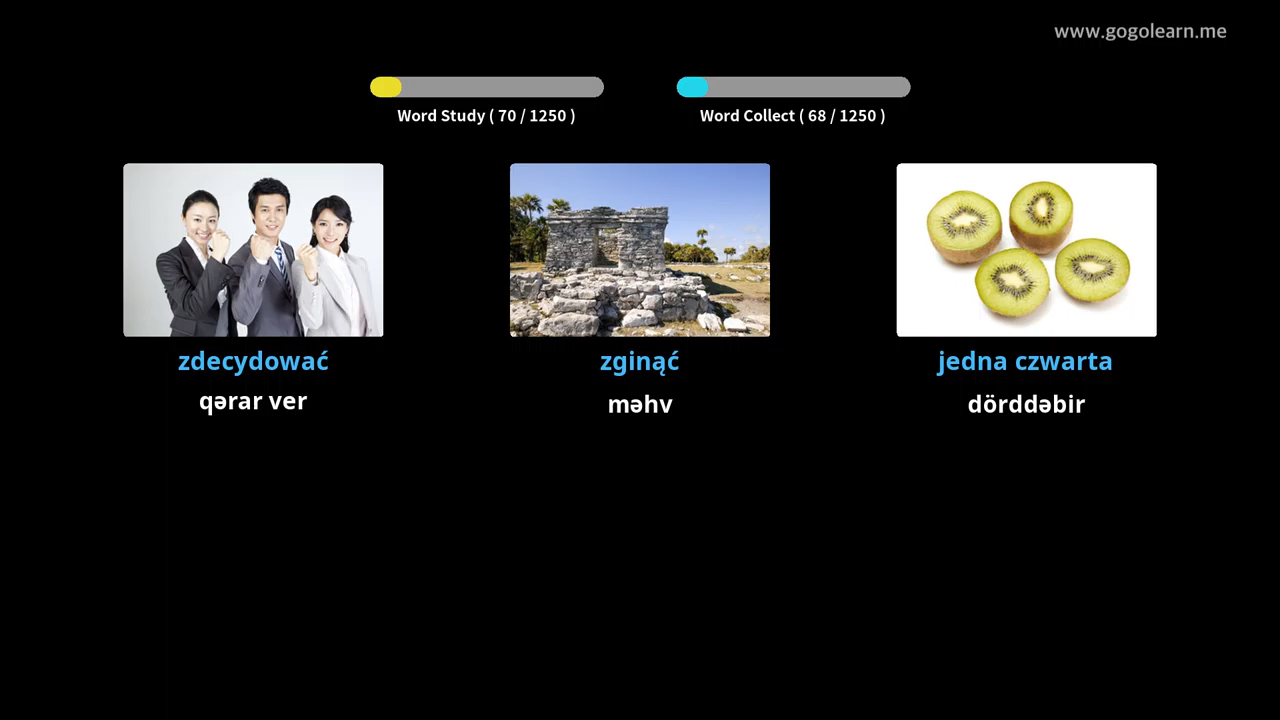 www.gogolearn.me
Word Study ( 70 / 1250 )
Word Collect ( 68 / 1250 )
zdecydować
zginąć
jedna czwarta
qərar ver
məhv
dörddəbir